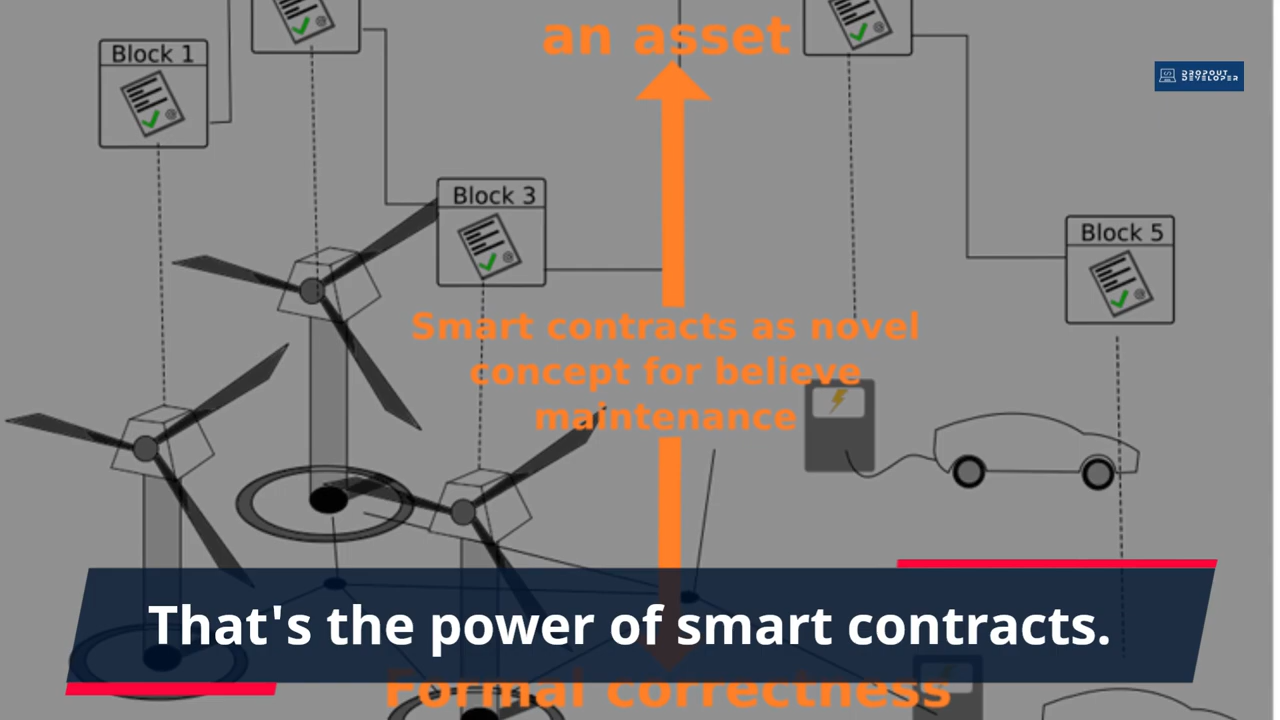 an asset
Block 1
DROPOUT
DEVELOPER
Block 3
Block 5
Smart contracts as novel
concept for believe
maintenance
That's the power of smart contracts.
Formal correctness